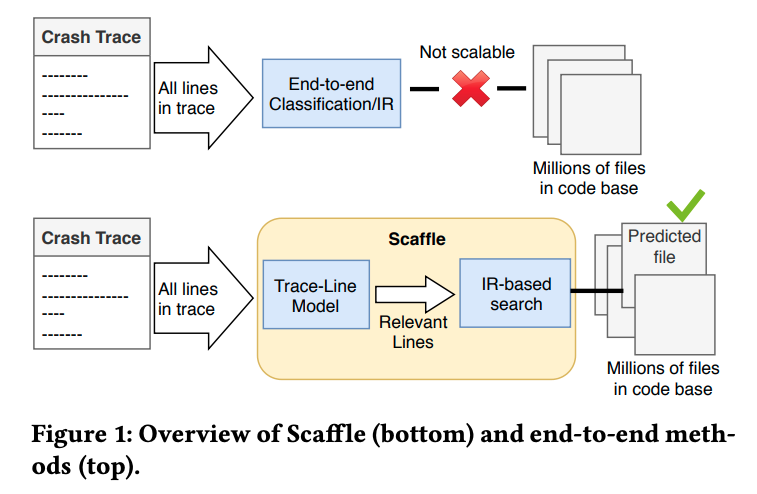 Crash Trace
--------
---------------
----
-------
All lines
in trace
End-to-end
Classification/IR
Not scalable
Millions of files
in code base
Crash Trace
--------
---------------
----
-------
All lines
in trace
Scaffle
Trace-Line
Model
Relevant
Lines
IR-based
search
Predicted
file
Millions of files
in code base
Figure 1: Overview of Scaffle (bottom) and end-to-end meth-
ods (top).